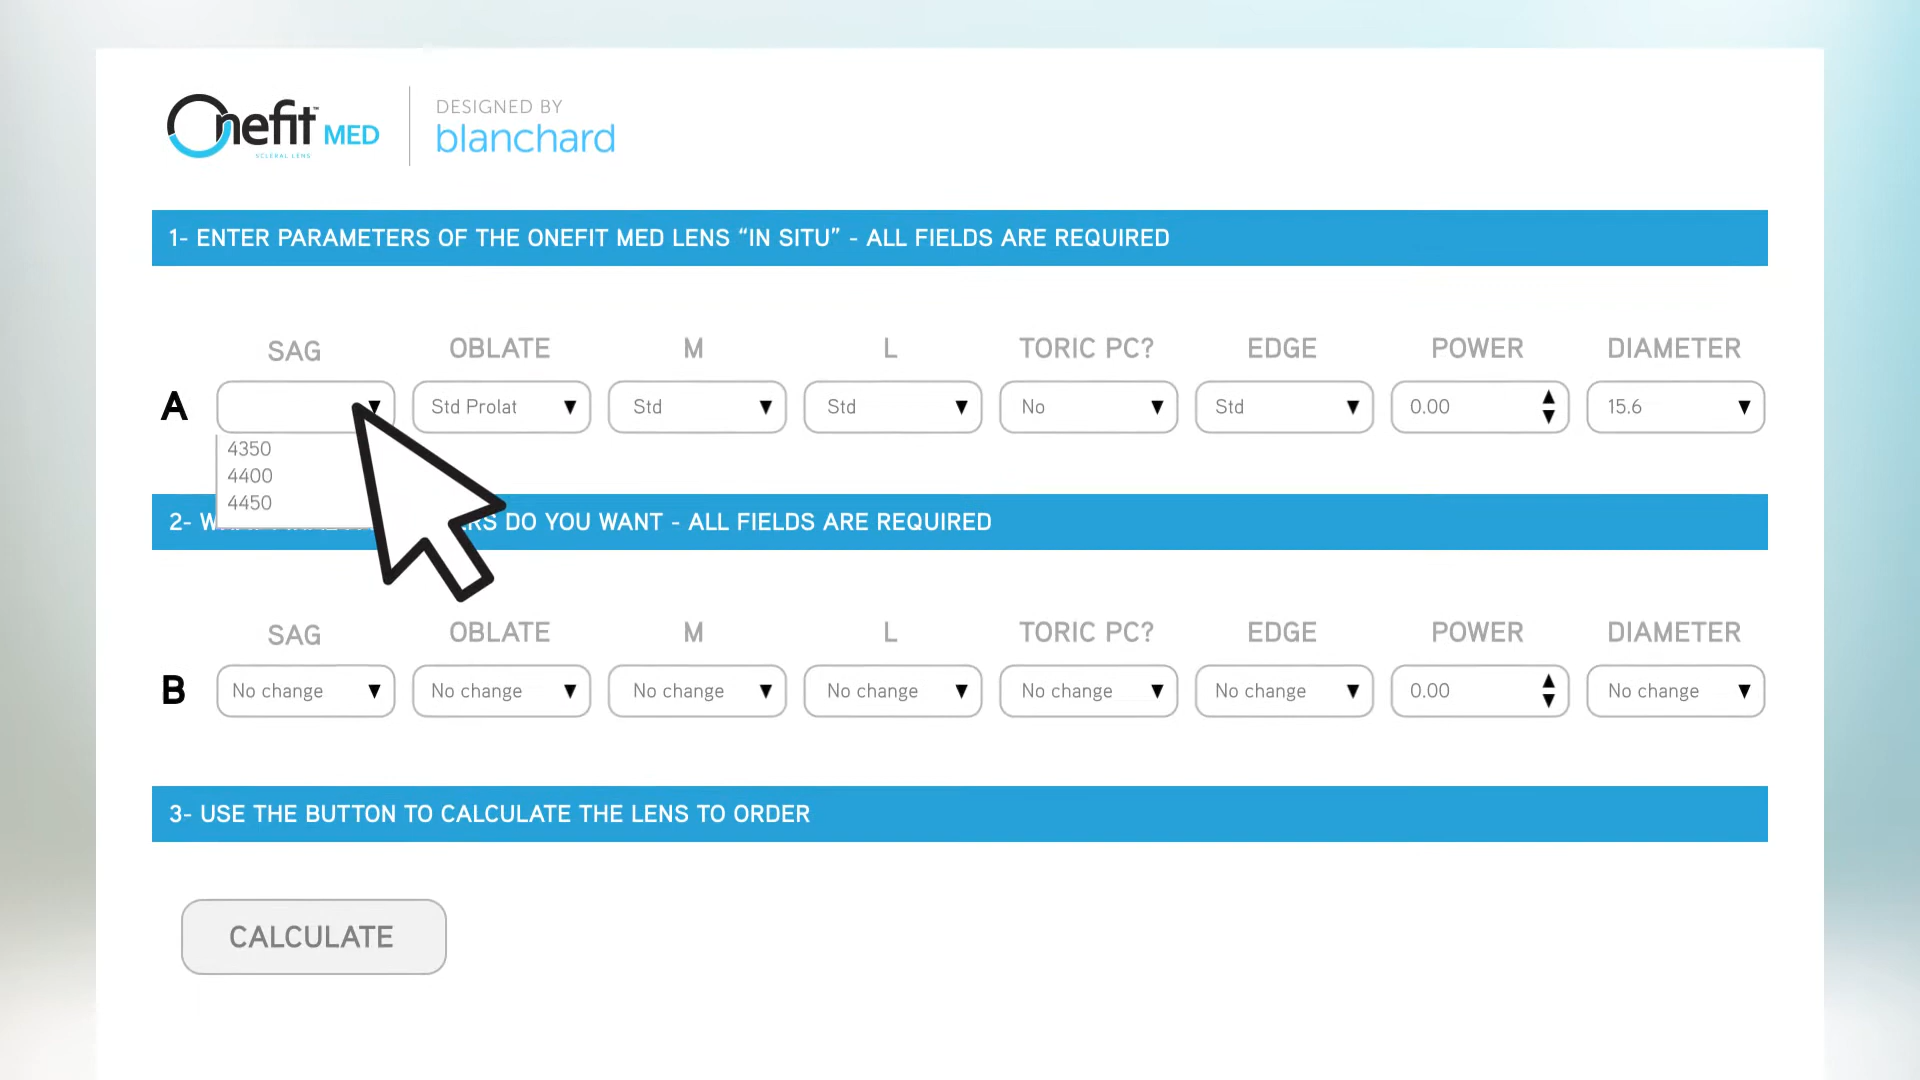 Onefit™ MED
SCLERAL LENS
DESIGNED BY
blanchard
1- ENTER PARAMETERS OF THE ONEFIT MED LENS “IN SITU” - ALL FIELDS ARE REQUIRED
SAG OBLATE M L TORIC PC? EDGE POWER DIAMETER
A Std Prolat Std Std No Std 0.00 15.6
4350
4400
4450
2- DO YOU WANT - ALL FIELDS ARE REQUIRED
SAG OBLATE M L TORIC PC? EDGE POWER DIAMETER
B No change No change No change No change No change No change 0.00 No change
3- USE THE BUTTON TO CALCULATE THE LENS TO ORDER
CALCULATE